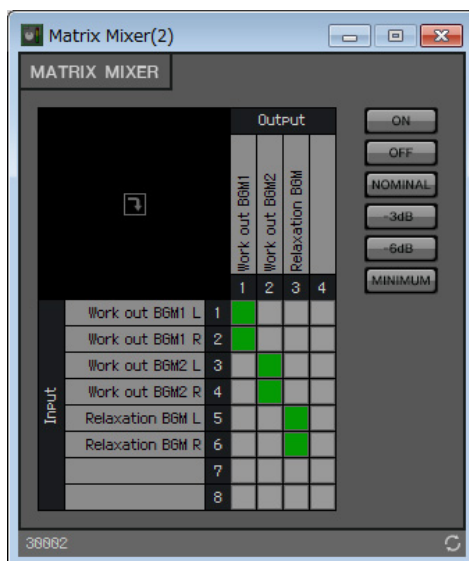 Matrix Mixer(2)
MATRIX MIXER
Output
Work out BGM1
Work out BGM2
Relaxation BGM
1 2 3 4
ON
OFF
NOMINAL
-3dB
-6dB
MINIMUM
Input
Work out BGM1 L 1
Work out BGM1 R 2
Work out BGM2 L 3
Work out BGM2 R 4
Relaxation BGM L 5
Relaxation BGM R 6
7
8
30002